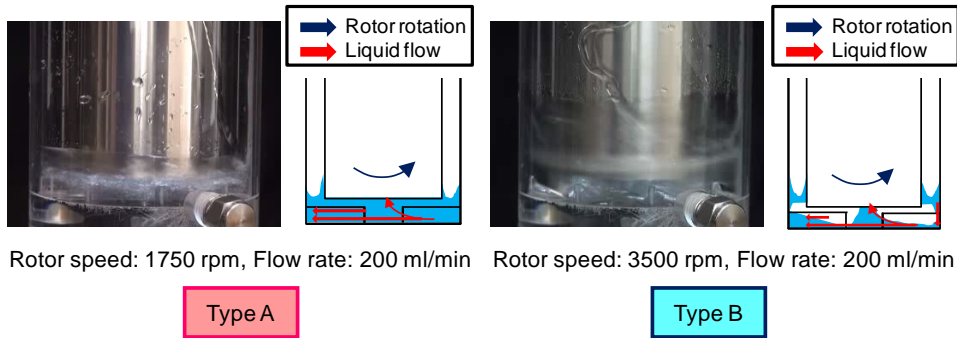 Rotor rotation
Liquid flow
Rotor rotation
Liquid flow
Rotor speed: 1750 rpm, Flow rate: 200 ml/min
Rotor speed: 3500 rpm, Flow rate: 200 ml/min
Type A
Type B